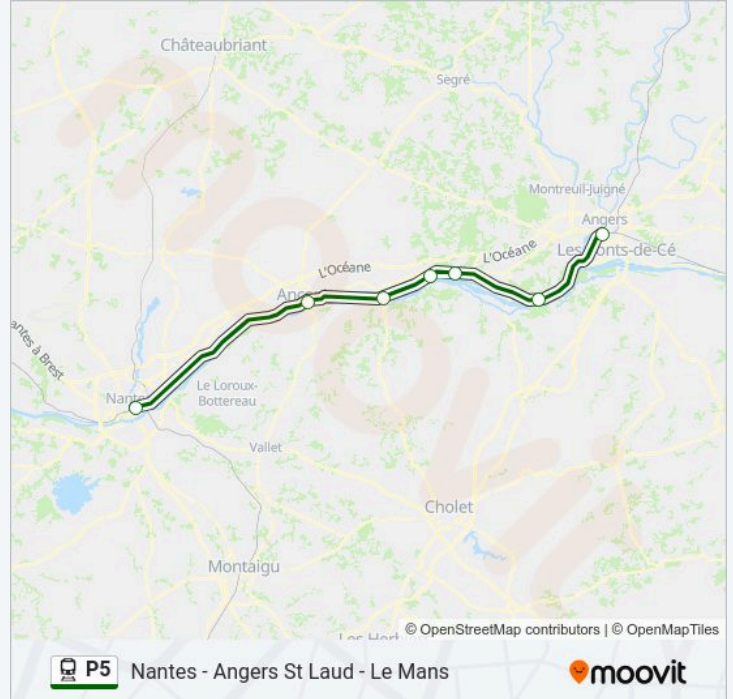 Châteaubriant
Segré
Montreuil-Juigné
Angers
L'Océane
Les Ponts-de-Cé
L'Océane
Nantes à Brest
Le Loroux-
Bottereau
Nantes
Vallet
Cholet
Montaigu
moovit
© OpenStreetMap contributors | © OpenMapTiles
P5 Nantes - Angers St Laud - Le Mans
moovit